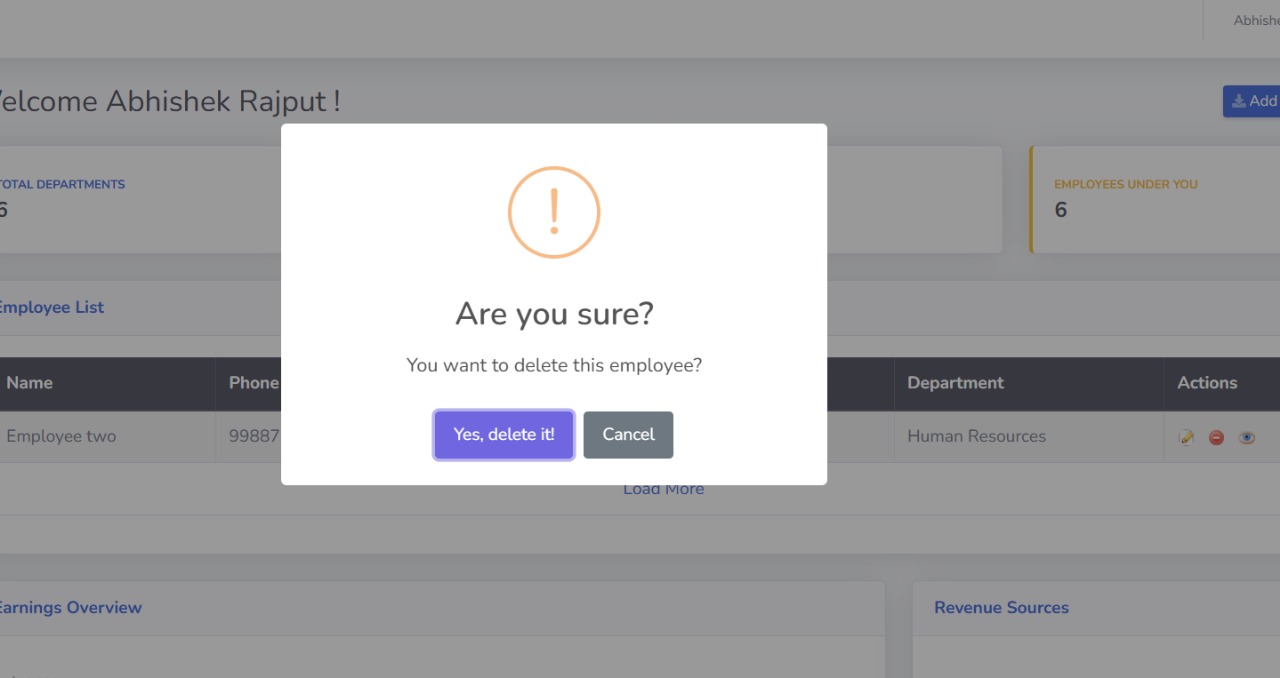 Abhishe
elcome Abhishek Rajput !
Add
TOTAL DEPARTMENTS
6
EMPLOYEES UNDER YOU
6
!
Are you sure?
You want to delete this employee?
Yes, delete it!
Cancel
Employee List
Name
Phone
Department
Actions
Employee two
99887
Human Resources
Load More
Earnings Overview
Revenue Sources